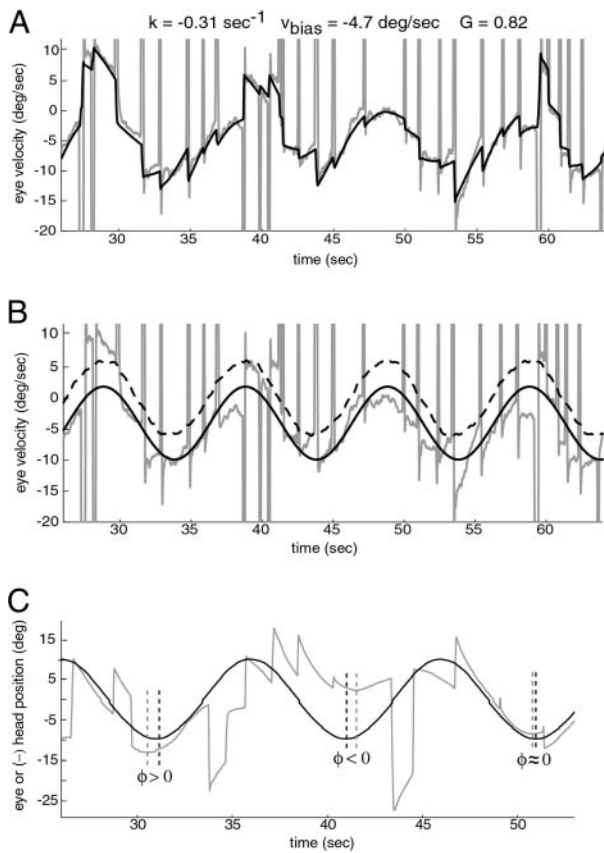 A
k = -0.31 sec⁻¹ v_bias = -4.7 deg/sec G = 0.82
10
5
0
-5
-10
-15
-20
eye velocity (deg/sec)
30 35 40 45 50 55 60
time (sec)
B
10
5
0
-5
-10
-15
-20
eye velocity (deg/sec)
30 35 40 45 50 55 60
time (sec)
C
15
5
-5
-15
-25
eye or (−) head position (deg)
ϕ > 0 ϕ < 0 ϕ ≈ 0
30 35 40 45 50
time (sec)